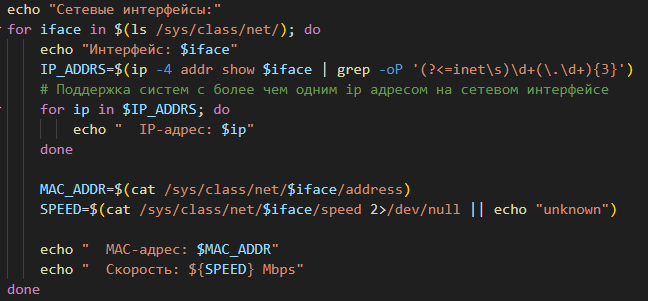 echo "Сетевые интерфейсы:"
for iface in $(ls /sys/class/net/); do
    echo "Интерфейс: $iface"
    IP_ADDRS=$(ip -4 addr show $iface | grep -oP '(?<=inet\s)\d+(\.\d+){3}')
    # Поддержка систем с более чем одним ip адресом на сетевом интерфейсе
    for ip in $IP_ADDRS; do
        echo "  IP-адрес: $ip"
    done

    MAC_ADDR=$(cat /sys/class/net/$iface/address)
    SPEED=$(cat /sys/class/net/$iface/speed 2>/dev/null || echo "unknown")

    echo "  MAC-адрес: $MAC_ADDR"
    echo "  Скорость: ${SPEED} Mbps"
done